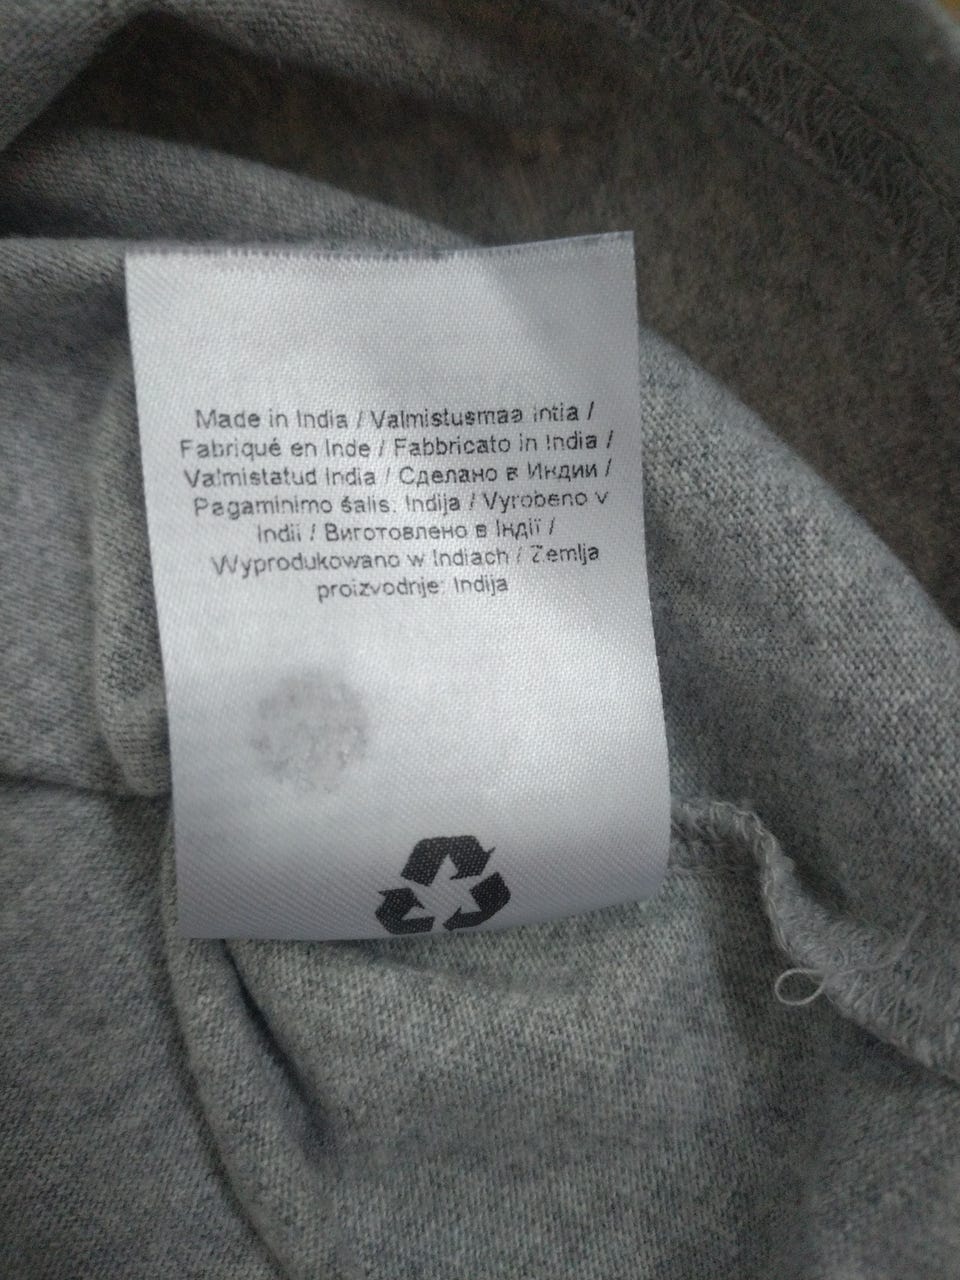 Made in India / Valmistusmaa Intia /
Fabriqué en Inde / Fabbricato in India /
Valmistatud India / Сделано в Индии /
Pagaminimo šalis: Indija / Vyrobeno v
Indii / Виготовлено в Індії /
Wyprodukowano w Indiach / Zemlja
proizvodnje: Indija